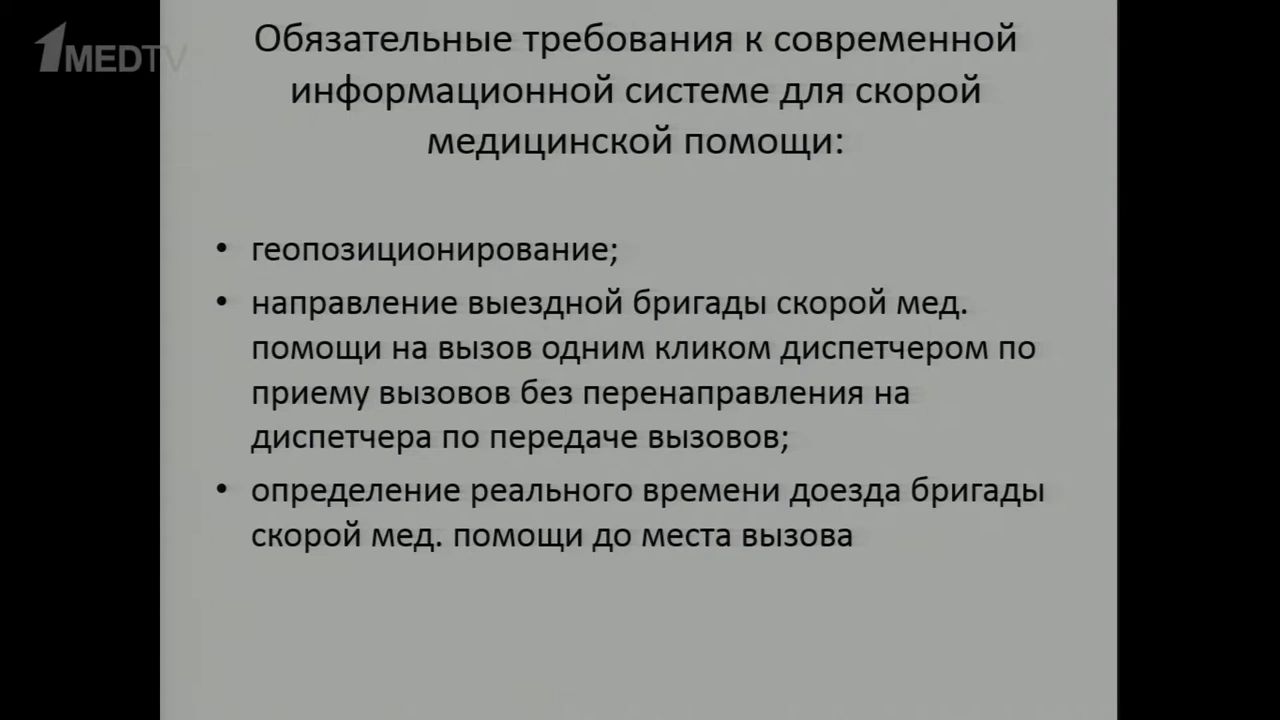 1MEDTV
Обязательные требования к современной
информационной системе для скорой
медицинской помощи:
• геопозиционирование;
• направление выездной бригады скорой мед.
помощи на вызов одним кликом диспетчером по
приему вызовов без перенаправления на
диспетчера по передаче вызовов;
• определение реального времени доезда бригады
скорой мед. помощи до места вызова